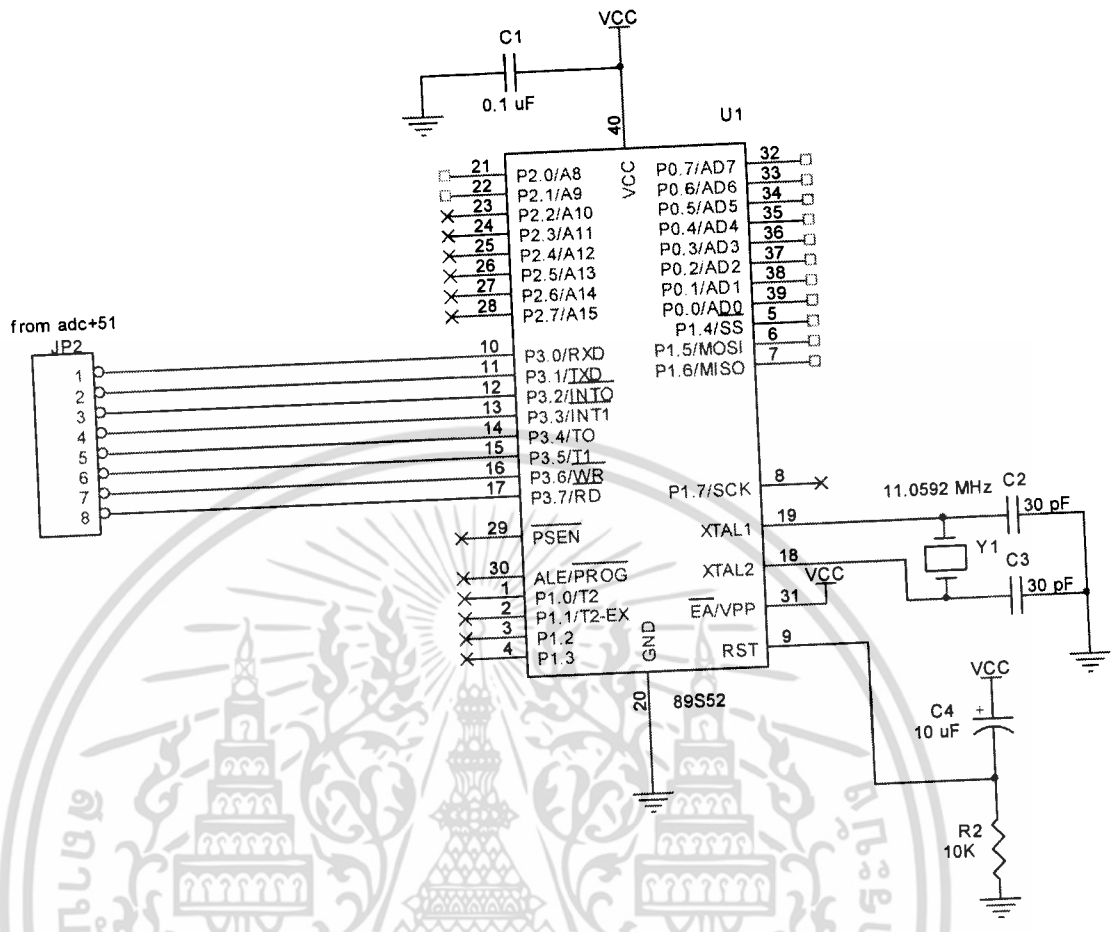 VCC
C1
0.1 uF
U1
40
VCC
21 P2.0/A8
22 P2.1/A9
23 P2.2/A10
24 P2.3/A11
25 P2.4/A12
26 P2.5/A13
27 P2.6/A14
28 P2.7/A15
P0.7/AD7 32
P0.6/AD6 33
P0.5/AD5 34
P0.4/AD4 35
P0.3/AD3 36
P0.2/AD2 37
P0.1/AD1 38
P0.0/AD0 39
P1.4/SS 5
P1.5/MOSI 6
P1.6/MISO 7
from adc+51
JP2
1
2
3
4
5
6
7
8
10 P3.0/RXD
11 P3.1/TXD
12 P3.2/INTO
13 P3.3/INT1
14 P3.4/TO
15 P3.5/T1
16 P3.6/WR
17 P3.7/RD
29 PSEN
30 ALE/PROG
1 P1.0/T2
2 P1.1/T2-EX
3 P1.2
4 P1.3
P1.7/SCK 8
XTAL1 19
XTAL2 18
EA/VPP 31
VCC
RST 9
11.0592 MHz
C2
30 pF
Y1
C3
30 pF
GND
20
89S52
VCC
C4
+
10 uF
R2
10K